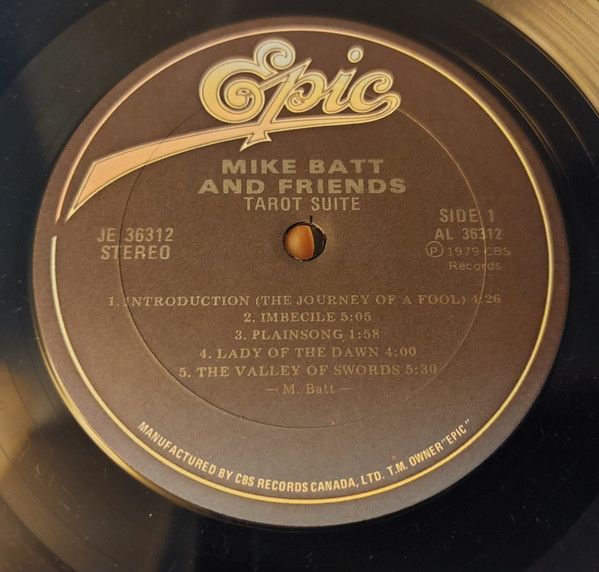 Epic
MIKE BATT
AND FRIENDS
TAROT SUITE
JE 36312
STEREO
SIDE 1
AL 36312
Ⓟ 1979 CBS
Records
1. INTRODUCTION (THE JOURNEY OF A FOOL) 4:26
2. IMBECILE 5:05
3. PLAINSONG 1:58
4. LADY OF THE DAWN 4:00
5. THE VALLEY OF SWORDS 5:30
— M. Batt —
MANUFACTURED BY CBS RECORDS CANADA, LTD. T.M. OWNER "EPIC"